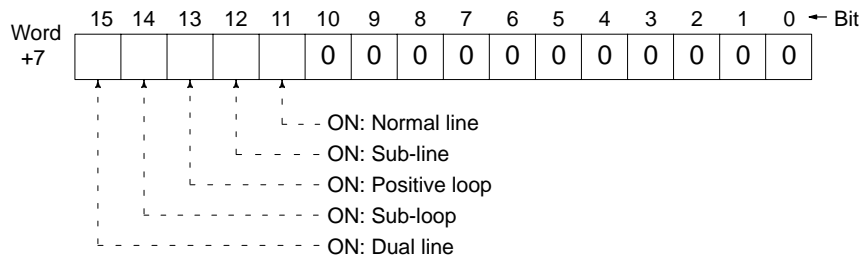 Word +7
15 14 13 12 11 10 9 8 7 6 5 4 3 2 1 0 ← Bit
0 0 0 0 0 0 0 0 0 0 0
ON: Normal line
ON: Sub-line
ON: Positive loop
ON: Sub-loop
ON: Dual line